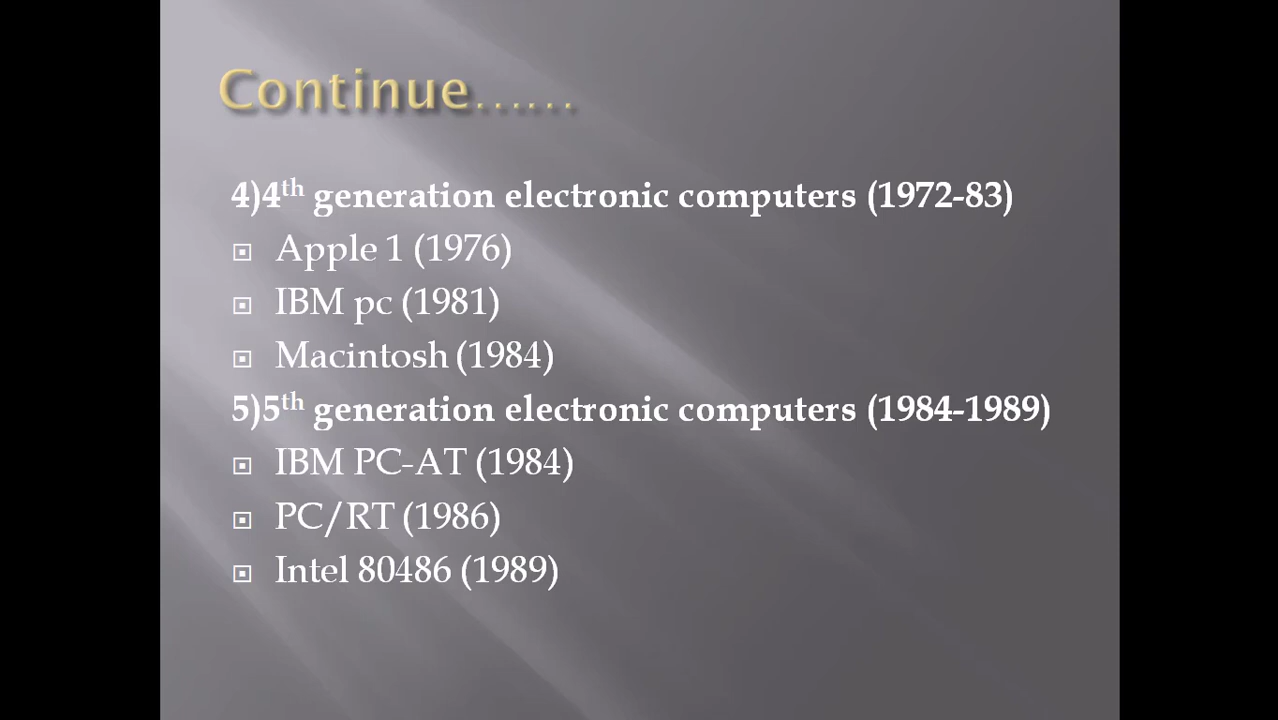 Continue......
4)4th generation electronic computers (1972-83)
Apple 1 (1976)
IBM pc (1981)
Macintosh (1984)
5)5th generation electronic computers (1984-1989)
IBM PC-AT (1984)
PC/RT (1986)
Intel 80486 (1989)